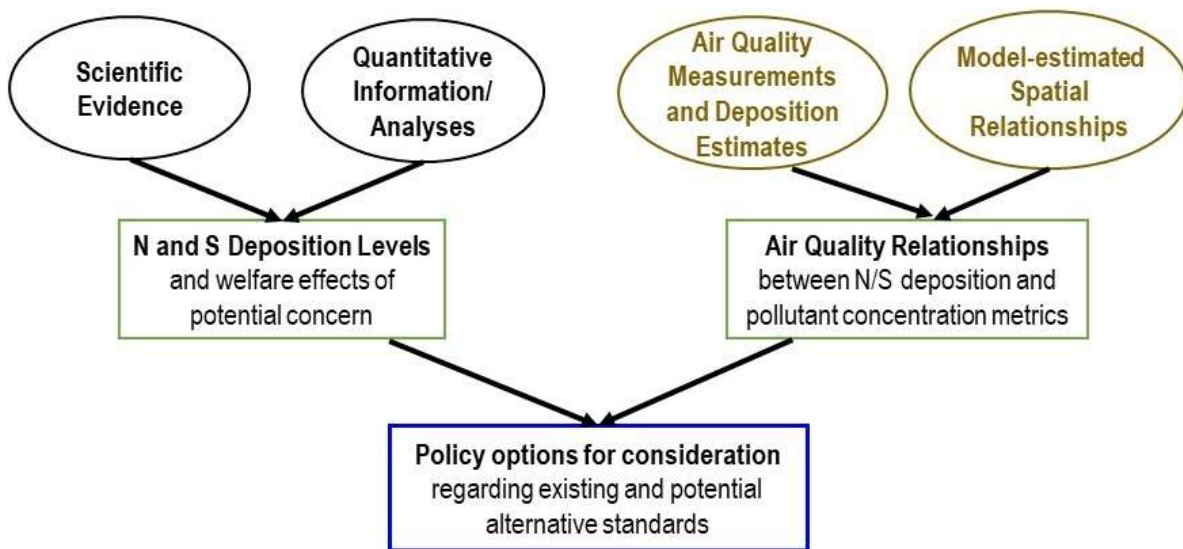 Scientific
Evidence
Quantitative
Information/
Analyses
Air Quality
Measurements
and Deposition
Estimates
Model-estimated
Spatial
Relationships
N and S Deposition Levels
and welfare effects of
potential concern
Air Quality Relationships
between N/S deposition and
pollutant concentration metrics
Policy options for consideration
regarding existing and potential
alternative standards